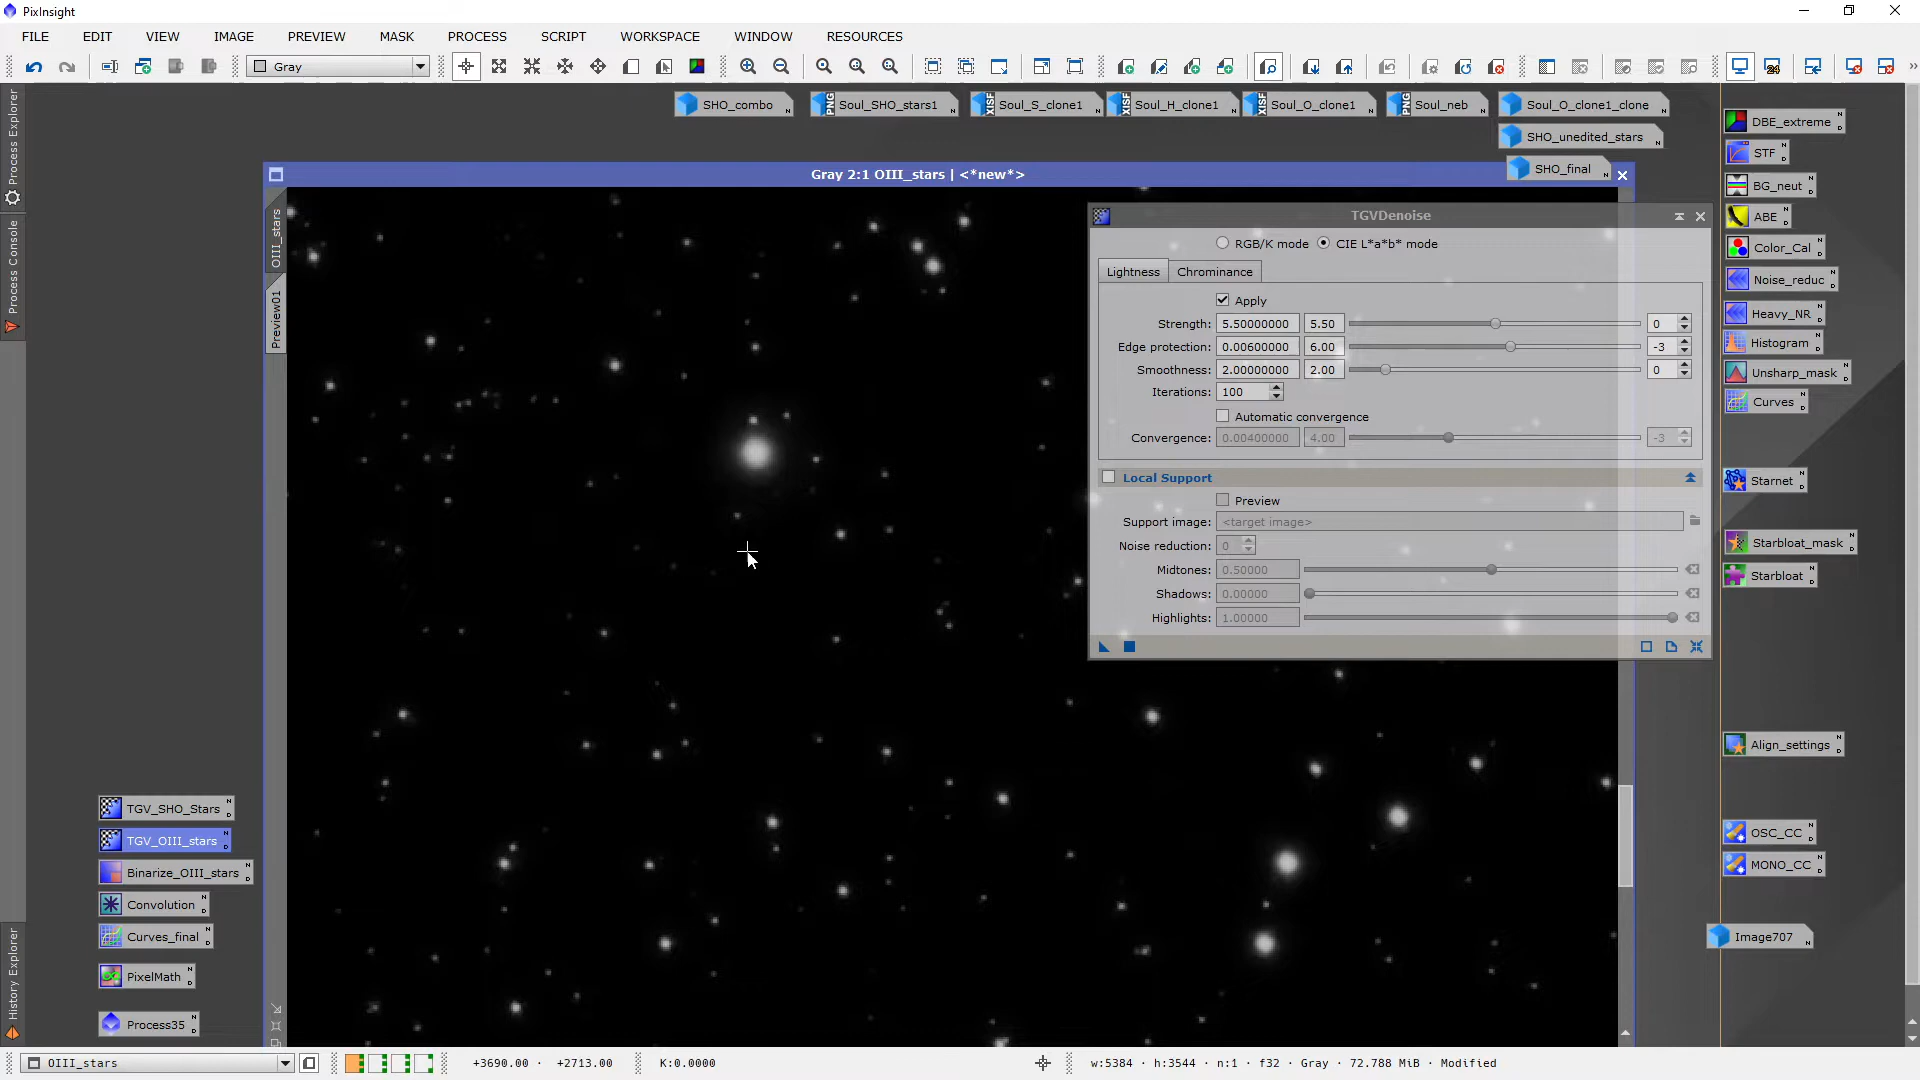 PixInsight
FILE EDIT VIEW IMAGE PREVIEW MASK PROCESS SCRIPT WORKSPACE WINDOW RESOURCES
Gray
24
SHO_combo
PNG Soul_SHO_stars1
XISF Soul_S_clone1
XISF Soul_H_clone1
XISF Soul_O_clone1
PNG Soul_neb
Soul_O_clone1_clone
SHO_unedited_stars
SHO_final
Process Explorer
Process Console
History Explorer
Gray 2:1 OIII_stars | <*new*>
OIII_stars
Preview01
TGVDenoise
RGB/K mode CIE L*a*b* mode
Lightness Chrominance
Apply
Strength: 5.50000000 5.50 0
Edge protection: 0.00600000 6.00 -3
Smoothness: 2.00000000 2.00 0
Iterations: 100
Automatic convergence
Convergence: 0.00400000 4.00 -3
Local Support
Preview
Support image: <target image>
Noise reduction: 0
Midtones: 0.50000
Shadows: 0.00000
Highlights: 1.00000
DBE_extreme
STF
BG_neut
ABE
Color_Cal
Noise_reduc
Heavy_NR
Histogram
Unsharp_mask
Curves
Starnet
Starbloat_mask
Starbloat
Align_settings
OSC_CC
MONO_CC
Image707
TGV_SHO_Stars
TGV_OIII_stars
Binarize_OIII_stars
Convolution
Curves_final
PixelMath
Process35
OIII_stars
+3690.00 · +2713.00
K:0.0000
w:5384 · h:3544 · n:1 · f32 · Gray · 72.788 MiB · Modified